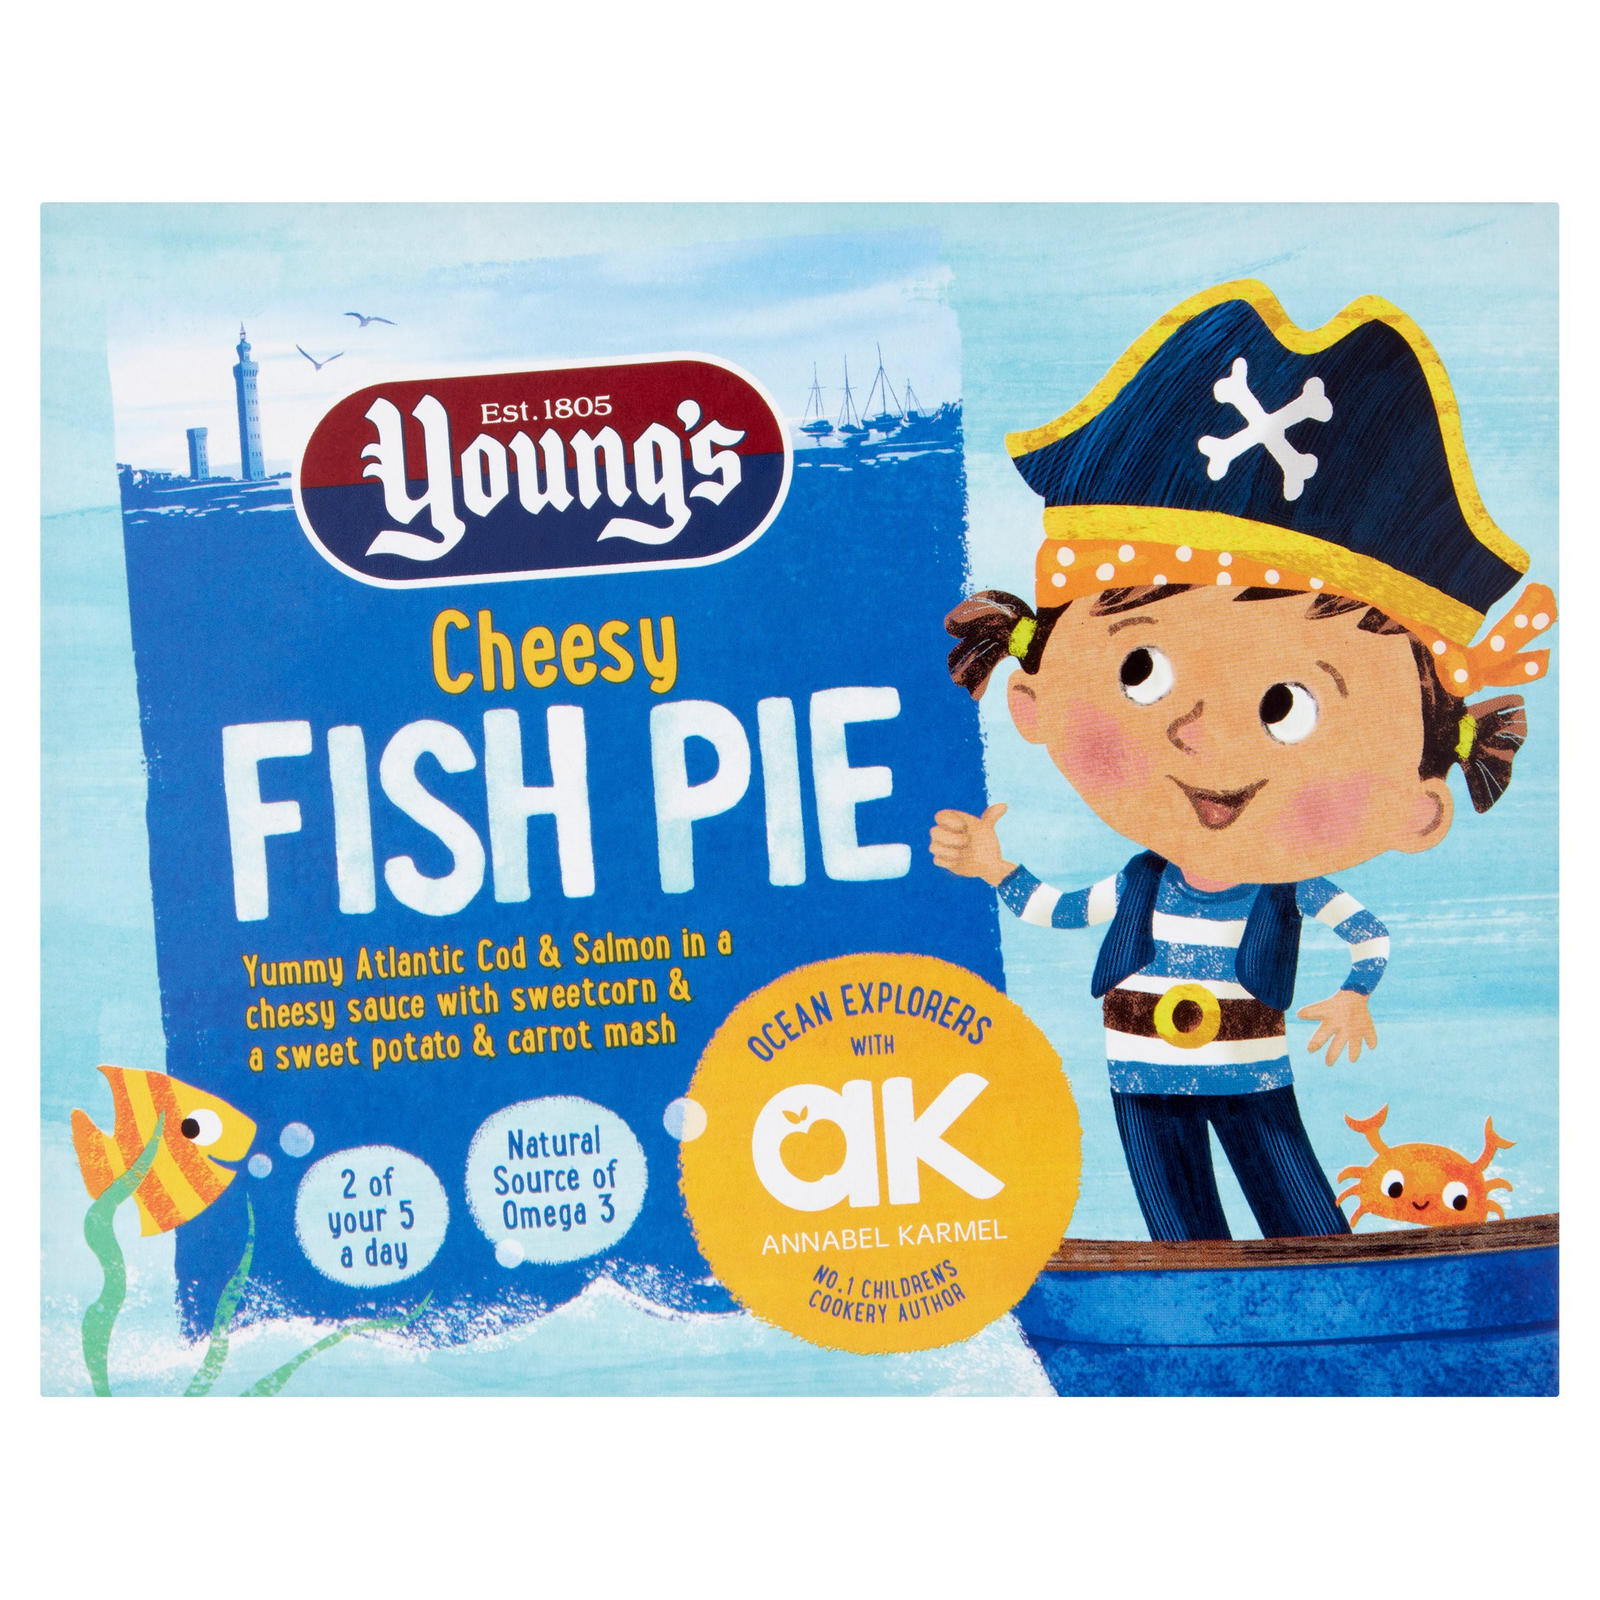 Est. 1805
Young's
Cheesy
FISH PIE
Yummy Atlantic Cod & Salmon in a
cheesy sauce with sweetcorn &
a sweet potato & carrot mash
2 of
your 5
a day
Natural
Source of
Omega 3
OCEAN EXPLORERS
WITH
aK
ANNABEL KARMEL
NO.1 CHILDREN'S
COOKERY AUTHOR